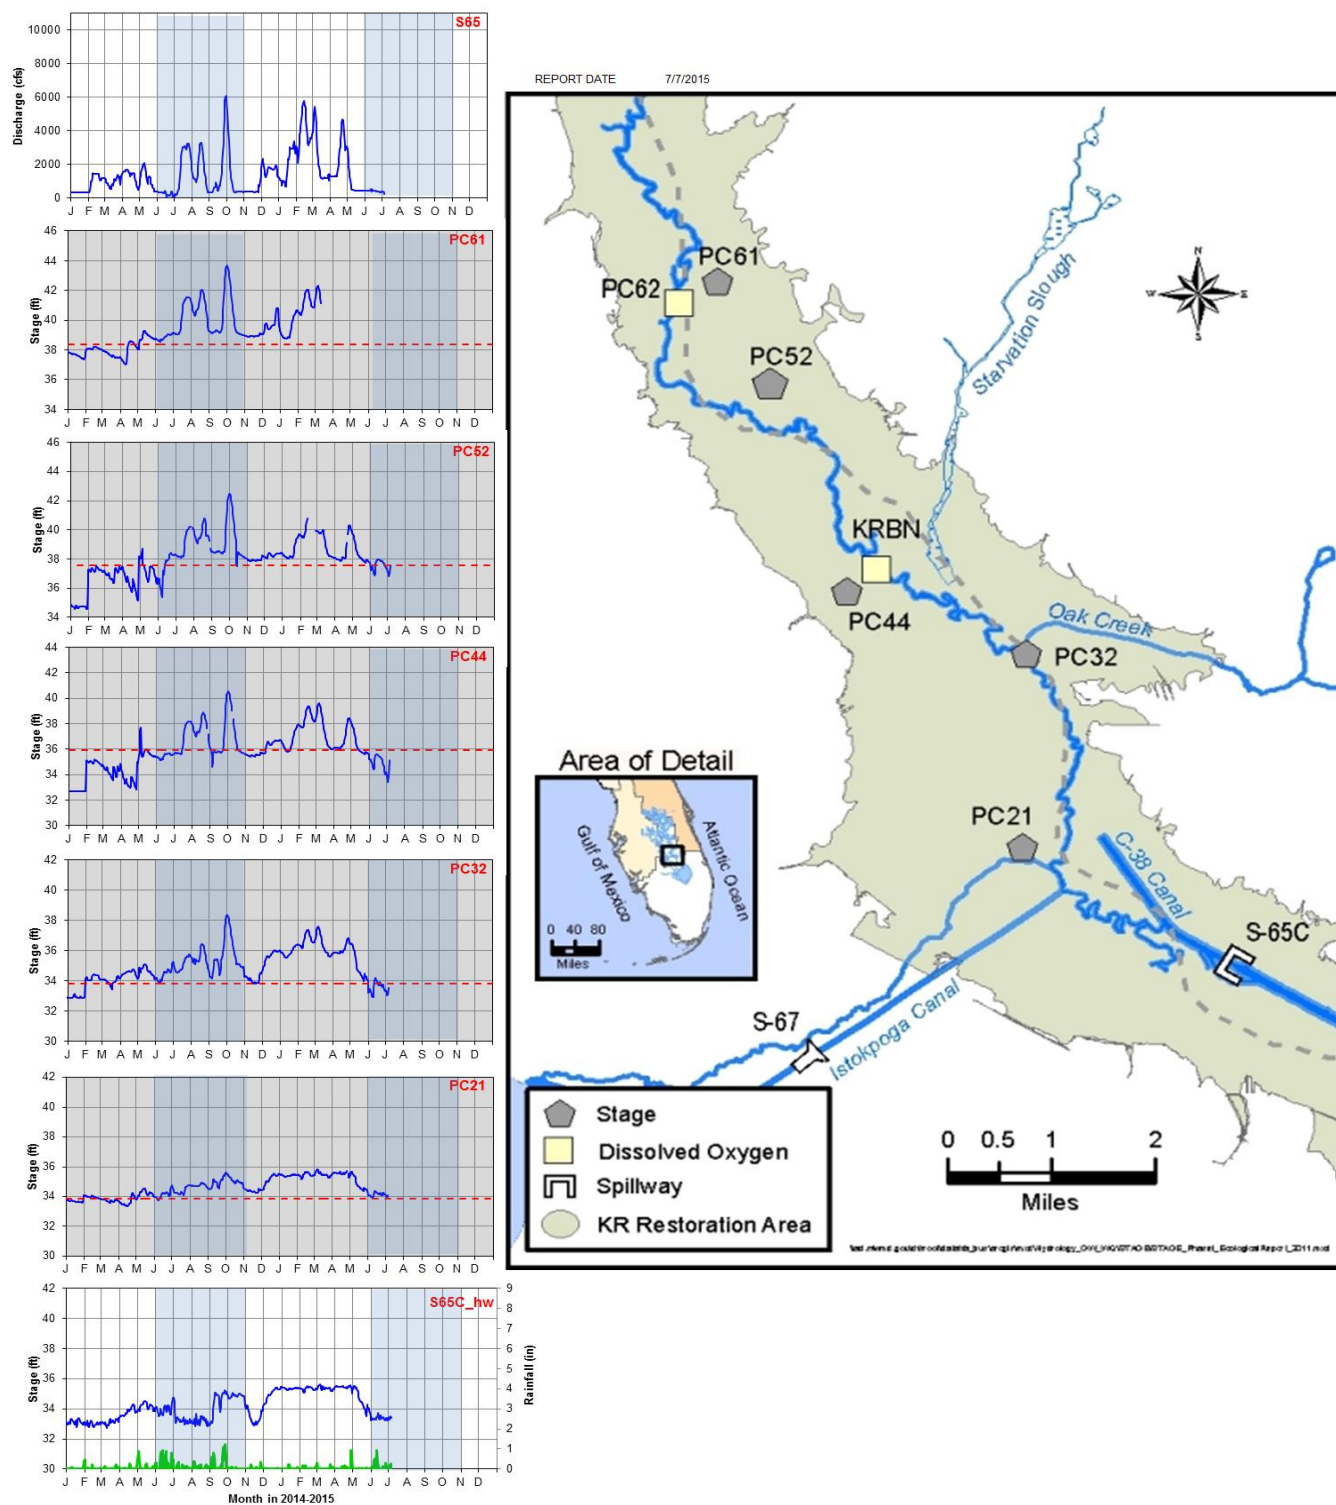 S65
11000
10000
8000
6000
4000
2000
0
Discharge (cfs)
J F M A M J J A S O N D J F M A M J J A S O N D
PC61
46
44
42
40
38
36
34
Stage (ft)
J F M A M J J A S O N D J F M A M J J A S O N D
PC52
46
44
42
40
38
36
34
Stage (ft)
J F M A M J J A S O N D J F M A M J J A S O N D
PC44
44
42
40
38
36
34
32
30
Stage (ft)
J F M A M J J A S O N D J F M A M J J A S O N D
PC32
42
40
38
36
34
32
30
Stage (ft)
J F M A M J J A S O N D J F M A M J J A S O N D
PC21
42
40
38
36
34
32
30
Stage (ft)
J F M A M J J A S O N D J F M A M J J A S O N D
S65C_hw
42
40
38
36
34
32
30
Stage (ft)
9
8
7
6
5
4
3
2
1
0
Rainfall (in)
J F M A M J J A S O N D J F M A M J J A S O N D
Month in 2014-2015
REPORT DATE 7/7/2015
PC61
PC62
PC52
Starvation Slough
N
W E
S
KRBN
PC44
Oak Creek
PC32
Area of Detail
Gulf of Mexico
Atlantic Ocean
0 40 80
Miles
PC21
C-38 Canal
S-65C
S-67
Istokpoga Canal
Stage
Dissolved Oxygen
Spillway
KR Restoration Area
0 0.5 1 2
Miles